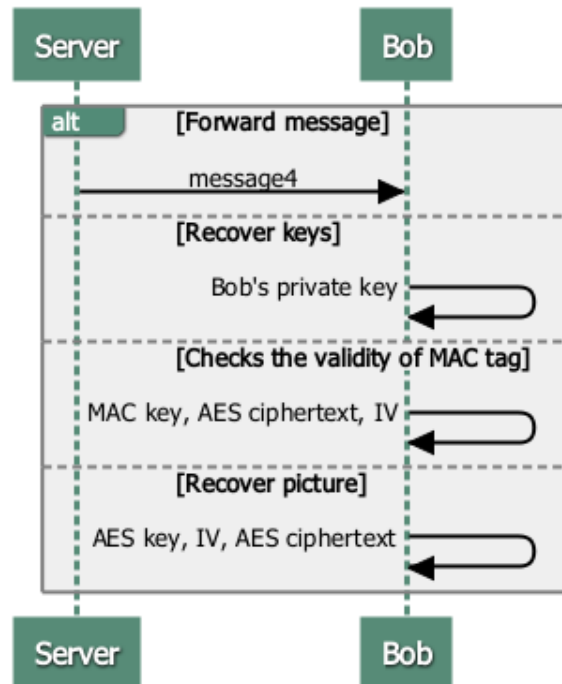 Server Bob
alt [Forward message]
message4
[Recover keys]
Bob's private key
[Checks the validity of MAC tag]
MAC key, AES ciphertext, IV
[Recover picture]
AES key, IV, AES ciphertext
Server Bob